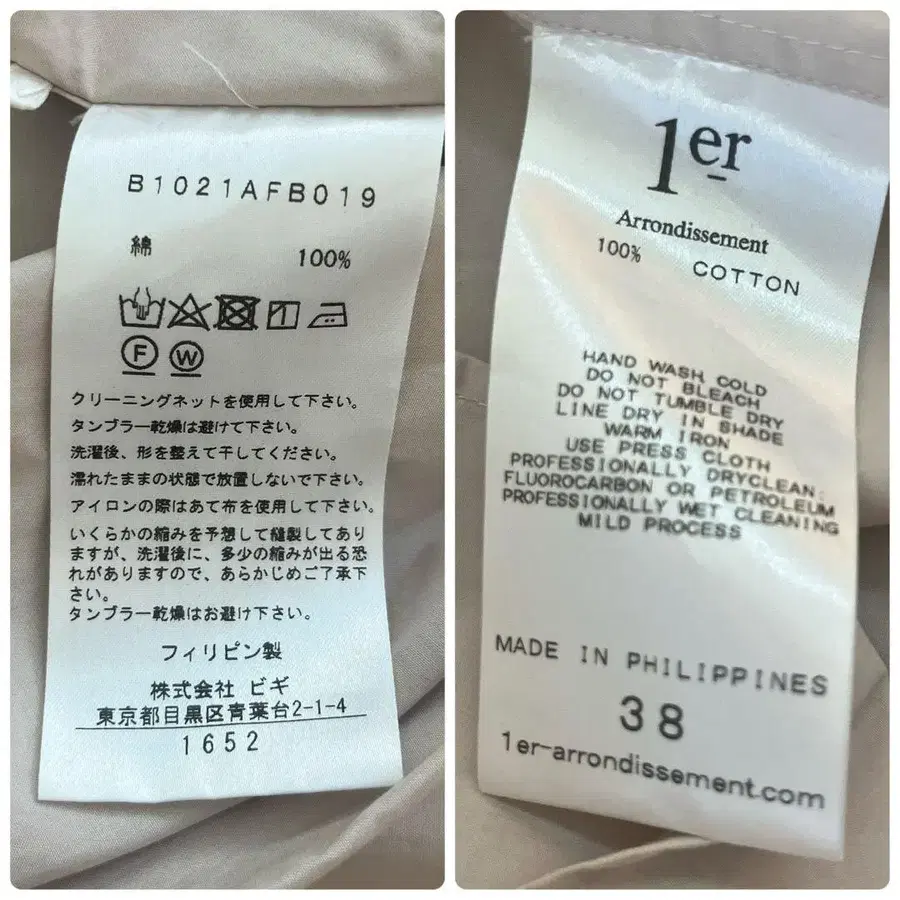 B1021AFB019
綿 100%
F W
クリーニングネットを使用して下さい。
タンブラー乾燥は避けて下さい。
洗濯後、形を整えて干してください。
濡れたままの状態で放置しないで下さい。
アイロンの際はあて布を使用して下さい。
いくらかの縮みを予想して縫製してあり
ますが、洗濯後に、多少の縮みが出る恐
れがありますので、あらかじめご了承下
さい。
タンブラー乾燥はお避け下さい。
フィリピン製
株式会社 ビギ
東京都目黒区青葉台2-1-4
1652
1er
Arrondissement
100% COTTON
HAND WASH COLD
DO NOT BLEACH
DO NOT TUMBLE DRY
LINE DRY IN SHADE
WARM IRON
USE PRESS CLOTH
PROFESSIONALLY DRYCLEAN:
FLUOROCARBON OR PETROLEUM
PROFESSIONALLY WET CLEANING
MILD PROCESS
MADE IN PHILIPPINES
38
1er-arrondissement.com